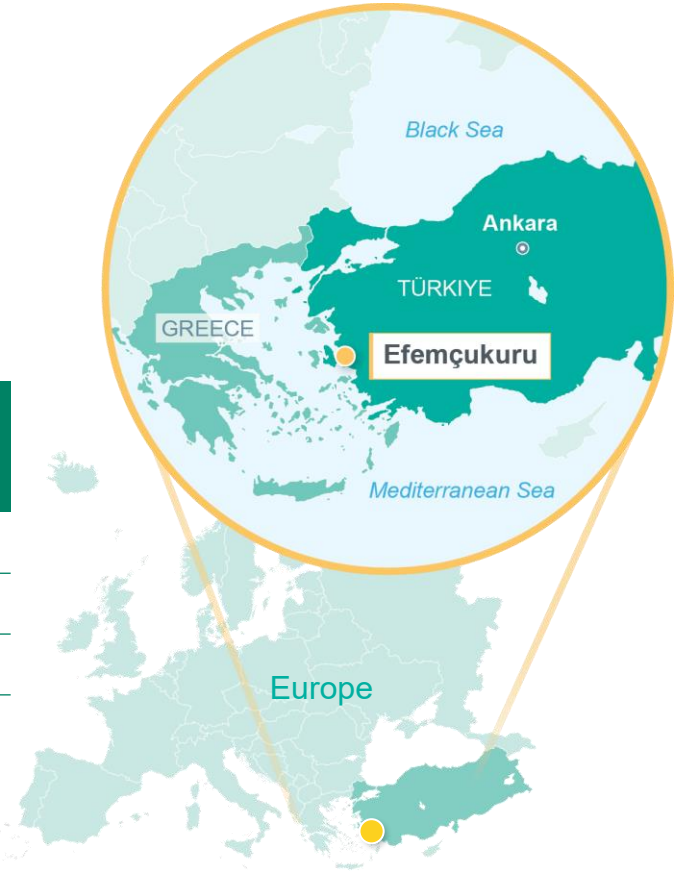 Black Sea
Ankara
TÜRKIYE
GREECE
Efemçukuru
Mediterranean Sea
Europe